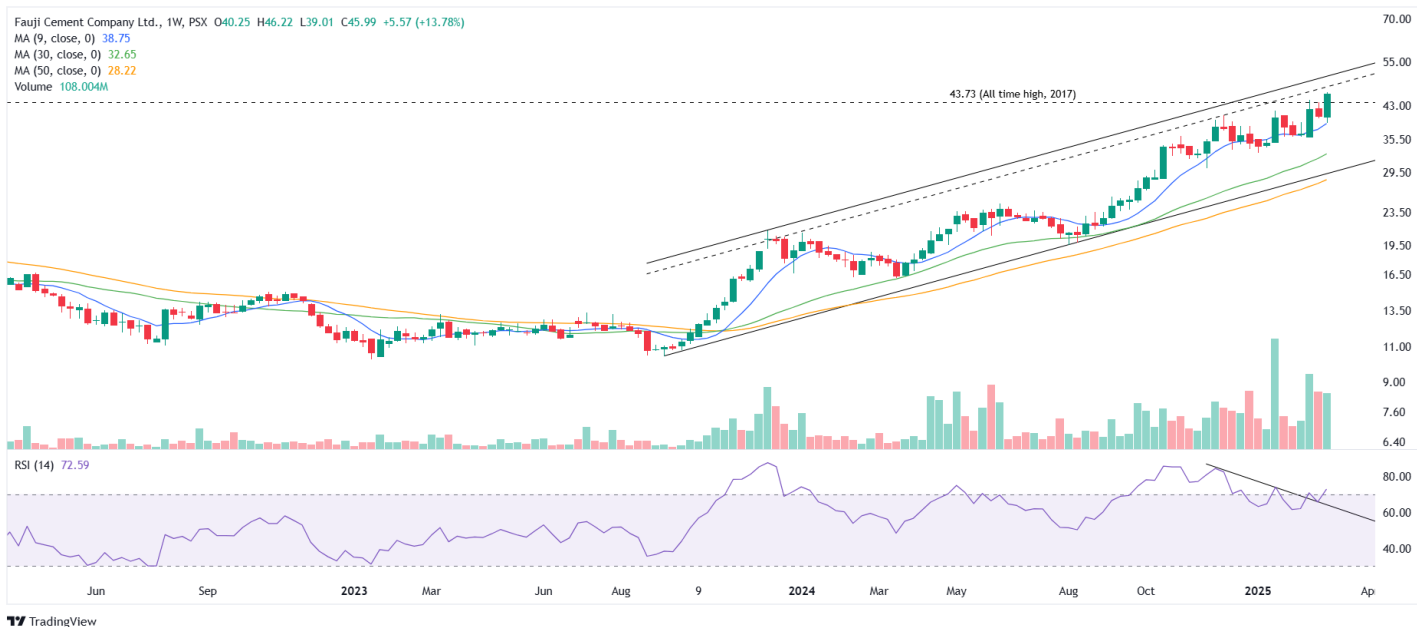 Fauji Cement Company Ltd., 1W, PSX O40.25 H46.22 L39.01 C45.99 +5.57 (+13.78%)
MA (9, close, 0) 38.75
MA (30, close, 0) 32.65
MA (50, close, 0) 28.22
Volume 108.004M
43.73 (All time high, 2017)
70.00
55.00
43.00
35.50
29.50
23.50
19.50
16.50
13.50
11.00
9.00
7.60
6.40
RSI (14) 72.59
80.00
60.00
40.00
Jun Sep 2023 Mar Jun Aug 9 2024 Mar May Aug Oct 2025 Ap
TradingView